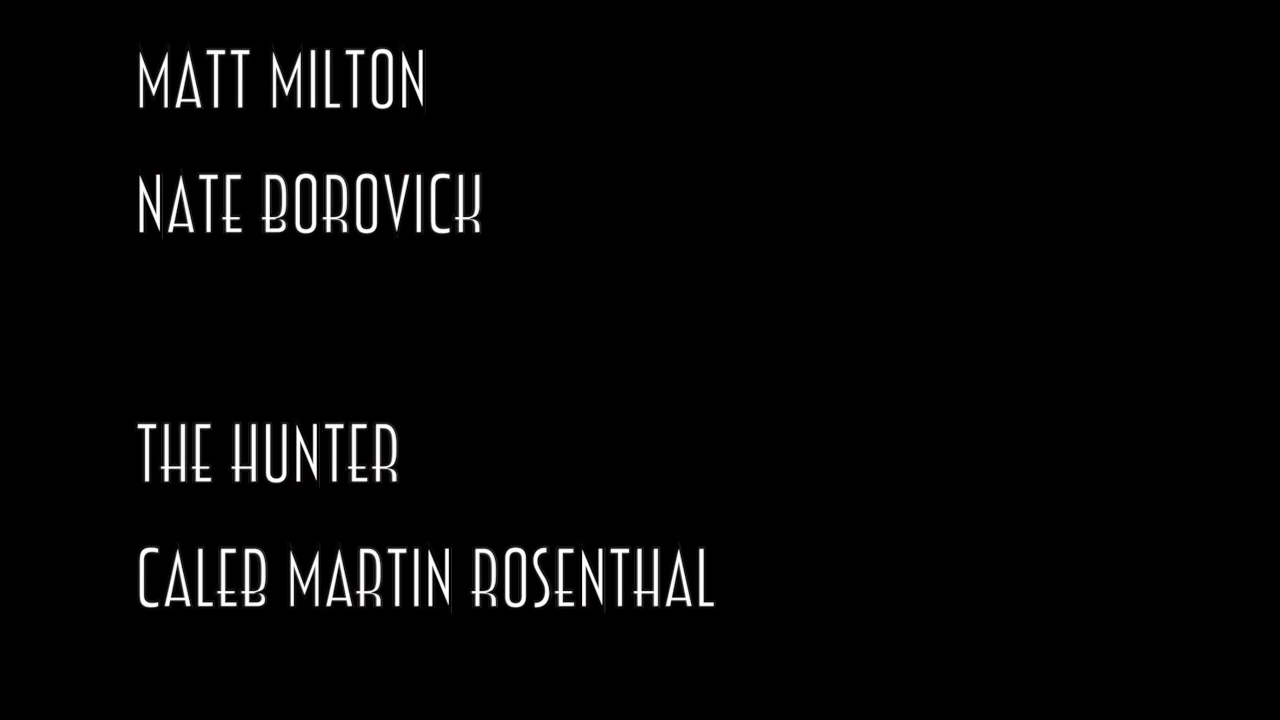 MATT MILTON
NATE BOROVICK
THE HUNTER
CALEB MARTIN ROSENTHAL